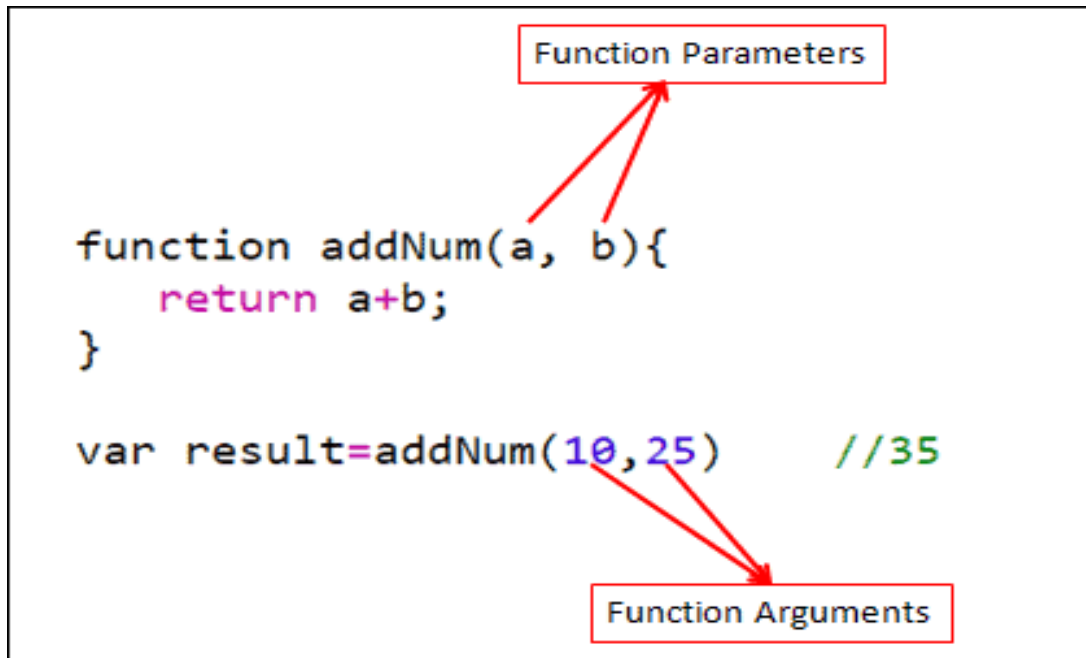 Function Parameters
function addNum(a, b){
return a+b;
}
var result=addNum(10,25) //35
Function Arguments